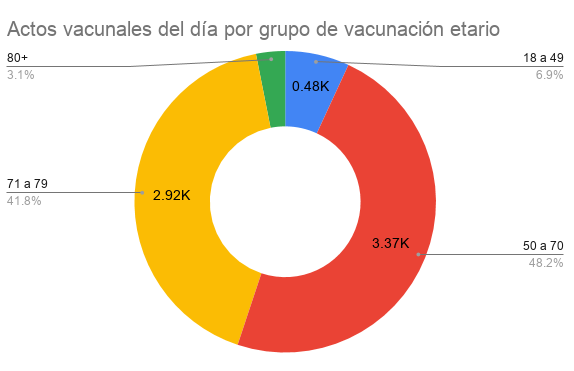 Actos vacunales del día por grupo de vacunación etario
80+
3.1%
18 a 49
6.9%
0.48K
71 a 79
41.8%
2.92K
3.37K
50 a 70
48.2%